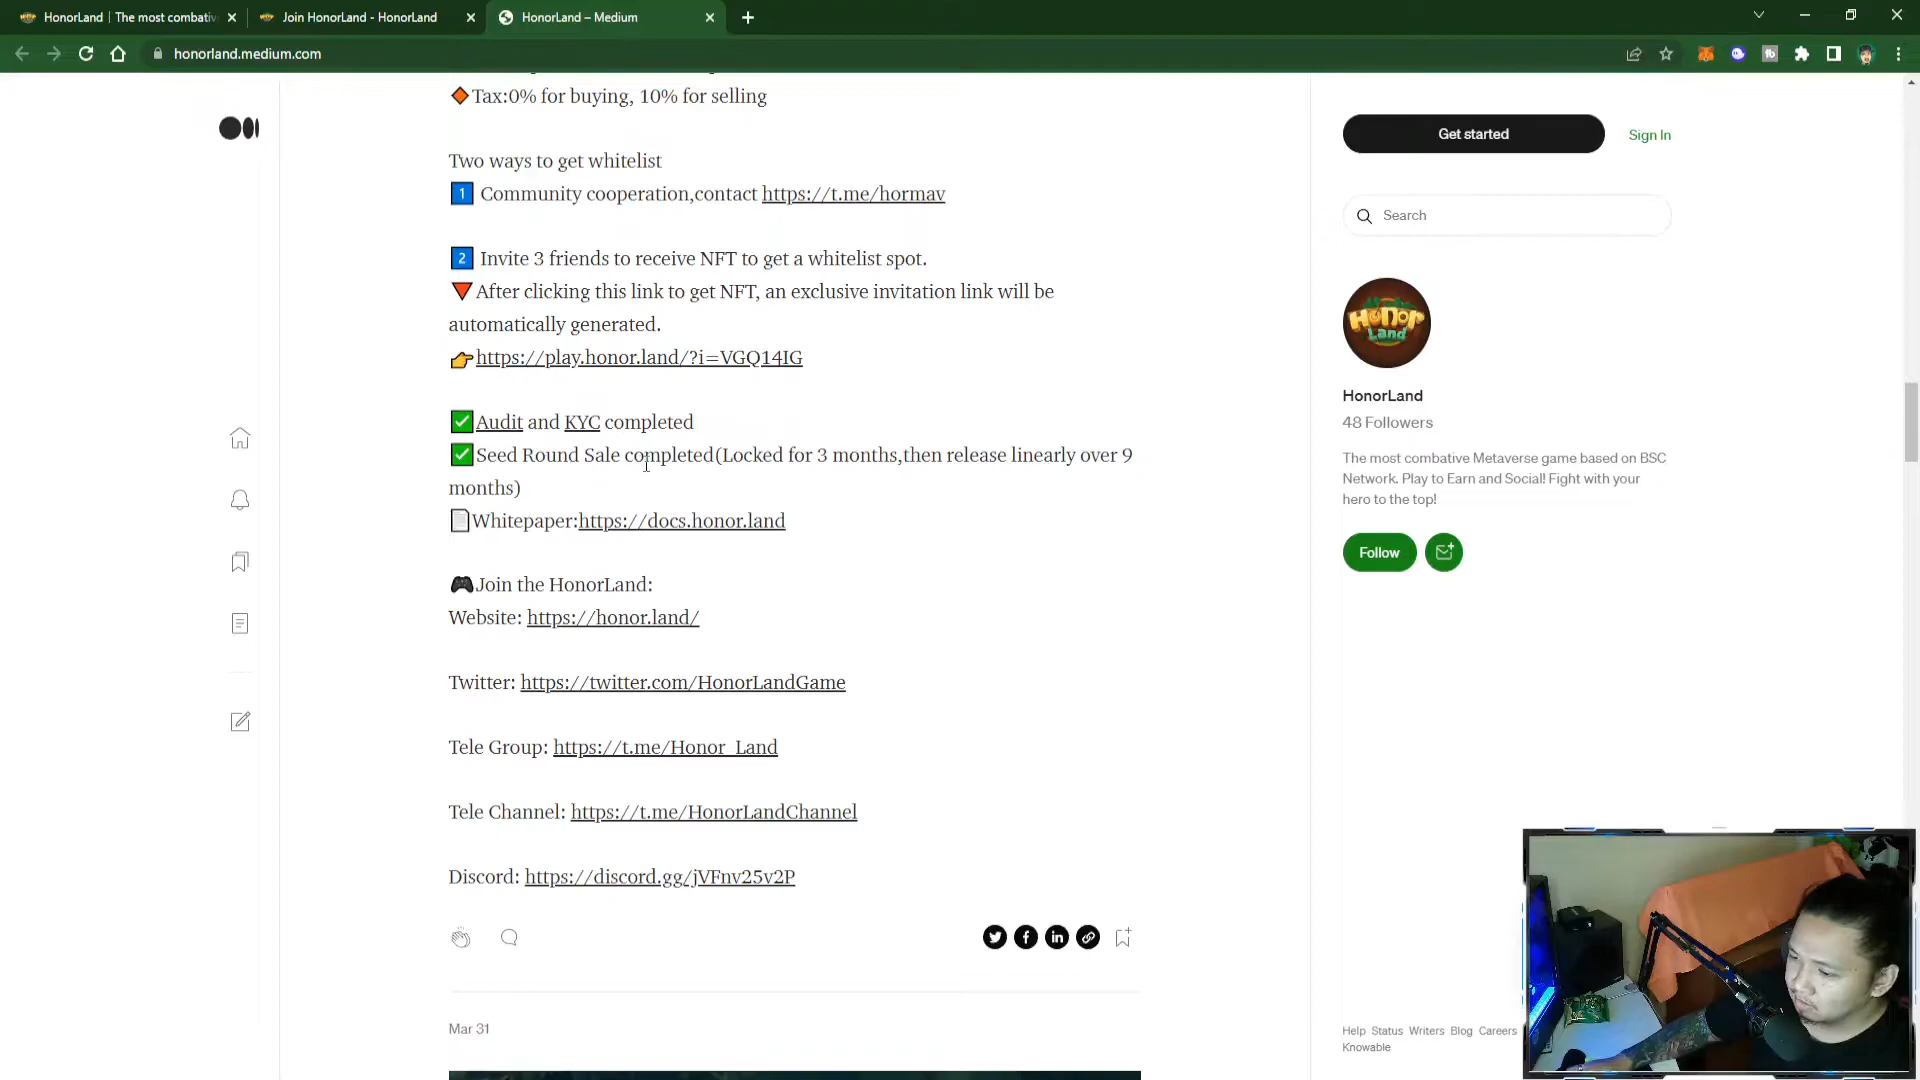 HonorLand | The most combativ
Join HonorLand - HonorLand
HonorLand – Medium
honorland.medium.com
Tax:0% for buying, 10% for selling
Two ways to get whitelist
1 Community cooperation,contact https://t.me/hormav
2 Invite 3 friends to receive NFT to get a whitelist spot.
After clicking this link to get NFT, an exclusive invitation link will be
automatically generated.
https://play.honor.land/?i=VGQ14IG
Audit and KYC completed
Seed Round Sale completed(Locked for 3 months,then release linearly over 9
months)
Whitepaper:https://docs.honor.land
Join the HonorLand:
Website: https://honor.land/
Twitter: https://twitter.com/HonorLandGame
Tele Group: https://t.me/Honor_Land
Tele Channel: https://t.me/HonorLandChannel
Discord: https://discord.gg/jVFnv25v2P
Mar 31
Get started
Sign In
Search
Honor
Land
HonorLand
48 Followers
The most combative Metaverse game based on BSC
Network. Play to Earn and Social! Fight with your
hero to the top!
Follow
Help Status Writers Blog Careers
Knowable